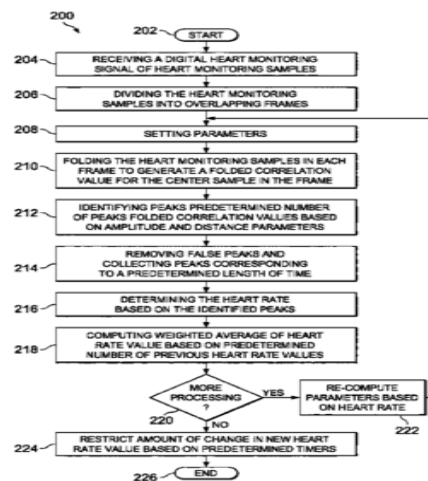 200
202
START
204
RECEIVING A DIGITAL HEART MONITORING
SIGNAL OF HEART MONITORING SAMPLES
206
DIVIDING THE HEART MONITORING
SAMPLES INTO OVERLAPPING FRAMES
208
SETTING PARAMETERS
210
FOLDING THE HEART MONITORING SAMPLES IN EACH
FRAME TO GENERATE A FOLDED CORRELATION
VALUE FOR THE CENTER SAMPLE IN THE FRAME
212
IDENTIFYING PEAKS PREDETERMINED NUMBER
OF PEAKS FOLDED CORRELATION VALUES BASED
ON AMPLITUDE AND DISTANCE PARAMETERS
214
REMOVING FALSE PEAKS AND
COLLECTING PEAKS CORRESPONDING
TO A PREDETERMINED LENGTH OF TIME
216
DETERMINING THE HEART RATE
BASED ON THE IDENTIFIED PEAKS
218
COMPUTING WEIGHTED AVERAGE OF HEART
RATE VALUE BASED ON PREDETERMINED
NUMBER OF PREVIOUS HEART RATE VALUES
MORE
PROCESSING
?
220
YES
RE-COMPUTE
PARAMETERS BASED
ON HEART RATE
222
NO
224
RESTRICT AMOUNT OF CHANGE IN NEW HEART
RATE VALUE BASED ON PREDETERMINED TIMERS
226
END